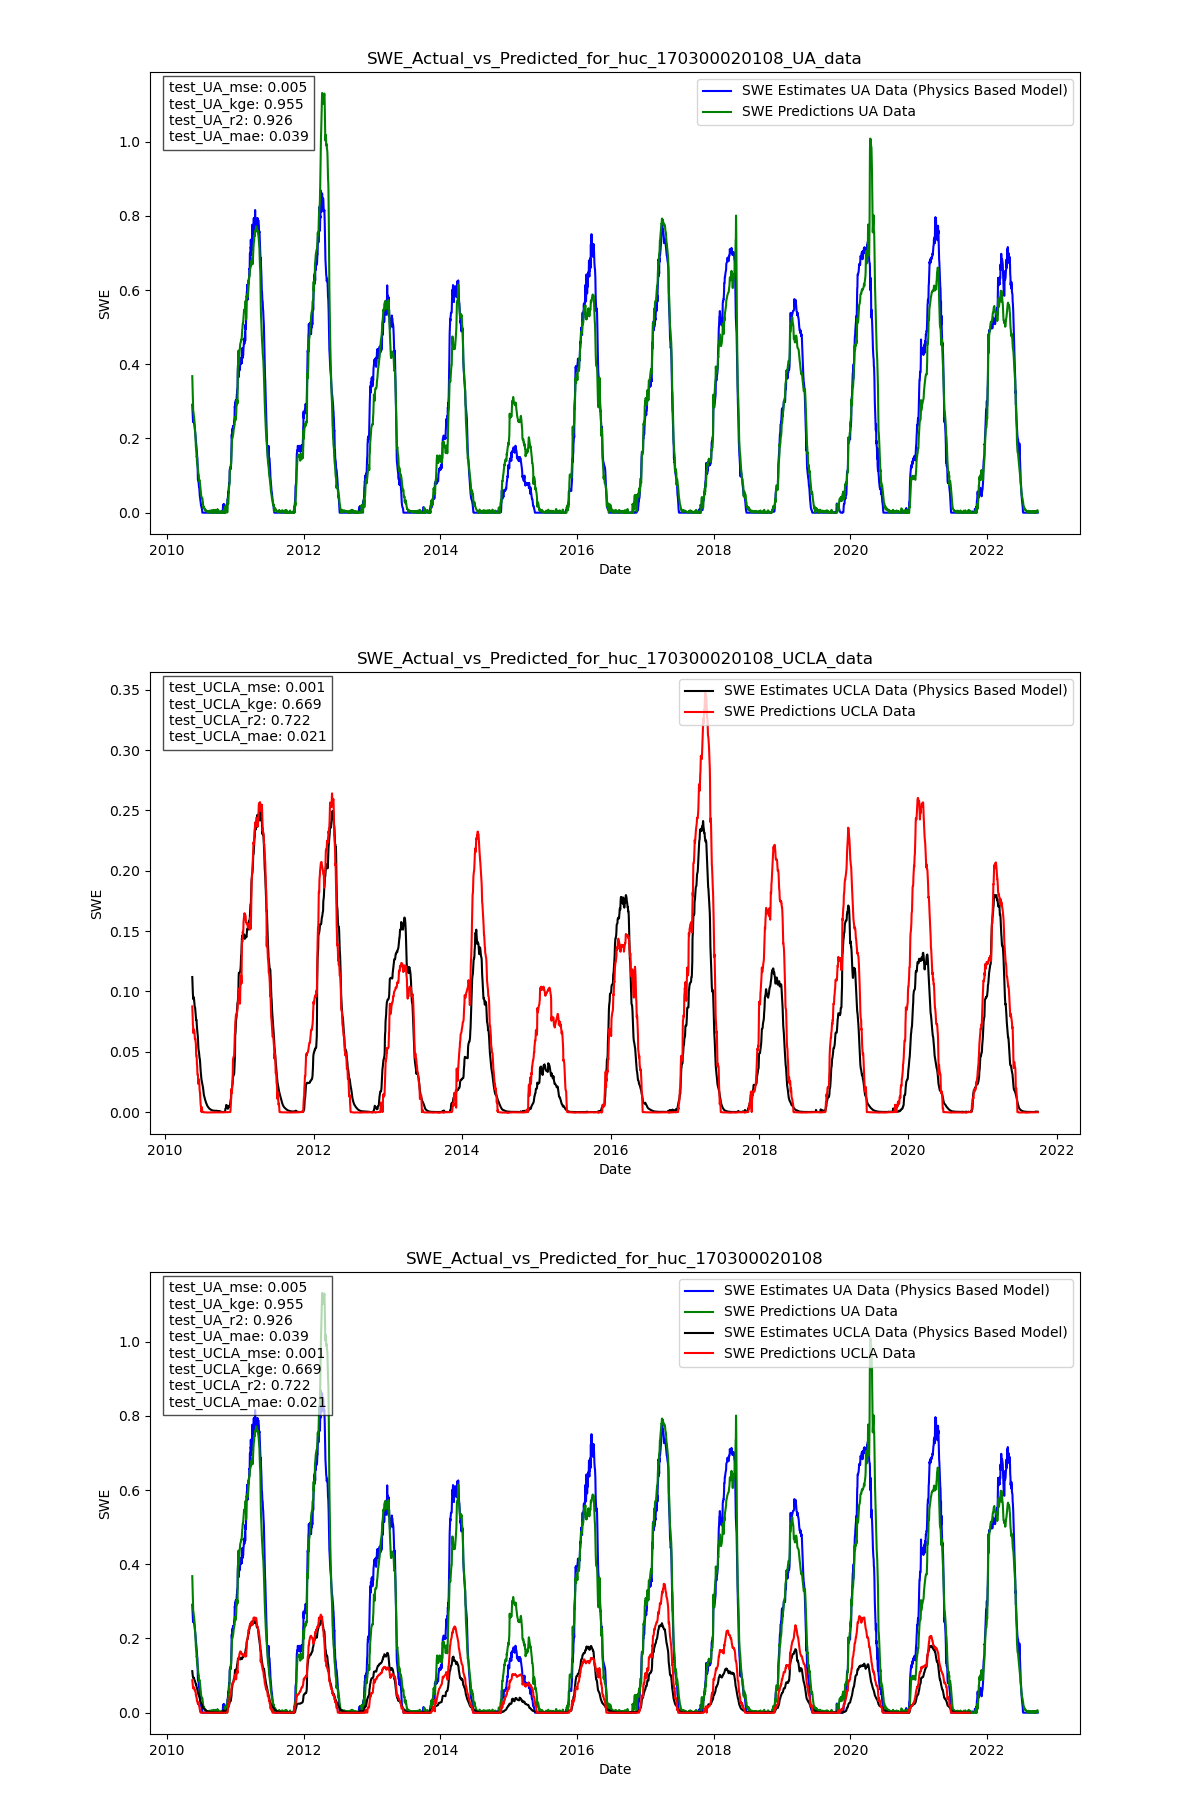 SWE_Actual_vs_Predicted_for_huc_170300020108_UA_data
test_UA_mse: 0.005
test_UA_kge: 0.955
test_UA_r2: 0.926
test_UA_mae: 0.039
SWE Estimates UA Data (Physics Based Model)
SWE Predictions UA Data
1.0
0.8
0.6
0.4
0.2
0.0
SWE
2010 2012 2014 2016 2018 2020 2022
Date
SWE_Actual_vs_Predicted_for_huc_170300020108_UCLA_data
test_UCLA_mse: 0.001
test_UCLA_kge: 0.669
test_UCLA_r2: 0.722
test_UCLA_mae: 0.021
SWE Estimates UCLA Data (Physics Based Model)
SWE Predictions UCLA Data
0.35
0.30
0.25
0.20
0.15
0.10
0.05
0.00
SWE
2010 2012 2014 2016 2018 2020 2022
Date
SWE_Actual_vs_Predicted_for_huc_170300020108
test_UA_mse: 0.005
test_UA_kge: 0.955
test_UA_r2: 0.926
test_UA_mae: 0.039
test_UCLA_mse: 0.001
test_UCLA_kge: 0.669
test_UCLA_r2: 0.722
test_UCLA_mae: 0.021
SWE Estimates UA Data (Physics Based Model)
SWE Predictions UA Data
SWE Estimates UCLA Data (Physics Based Model)
SWE Predictions UCLA Data
1.0
0.8
0.6
0.4
0.2
0.0
SWE
2010 2012 2014 2016 2018 2020 2022
Date